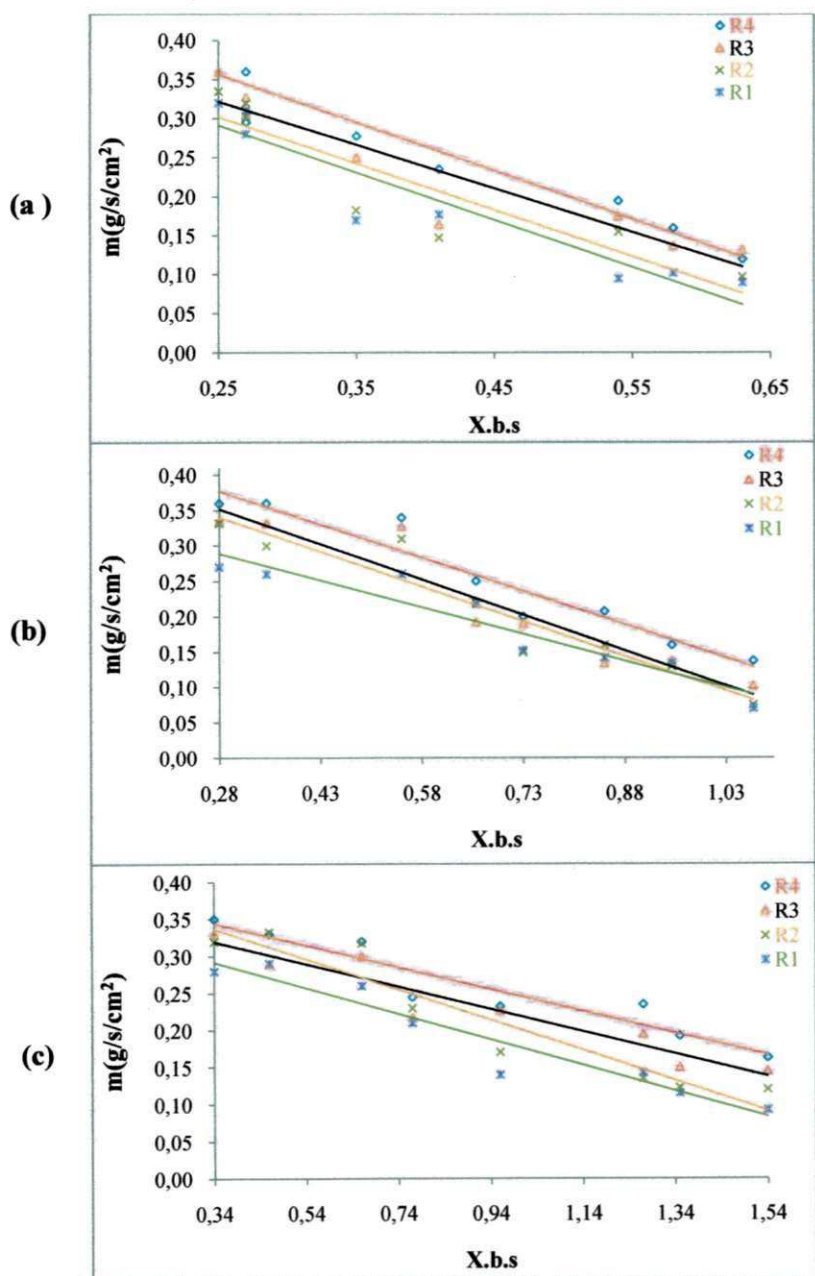 (a )
m(g/s/cm²)
0,40
0,35
0,30
0,25
0,20
0,15
0,10
0,05
0,00
0,25
0,35
0,45
0,55
0,65
X.b.s
R4
R3
R2
R1
(b)
m(g/s/cm²)
0,40
0,35
0,30
0,25
0,20
0,15
0,10
0,05
0,00
0,28
0,43
0,58
0,73
0,88
1,03
X.b.s
R4
R3
R2
R1
(c)
m(g/s/cm²)
0,40
0,35
0,30
0,25
0,20
0,15
0,10
0,05
0,00
0,34
0,54
0,74
0,94
1,14
1,34
1,54
X.b.s
R4
R3
R2
R1